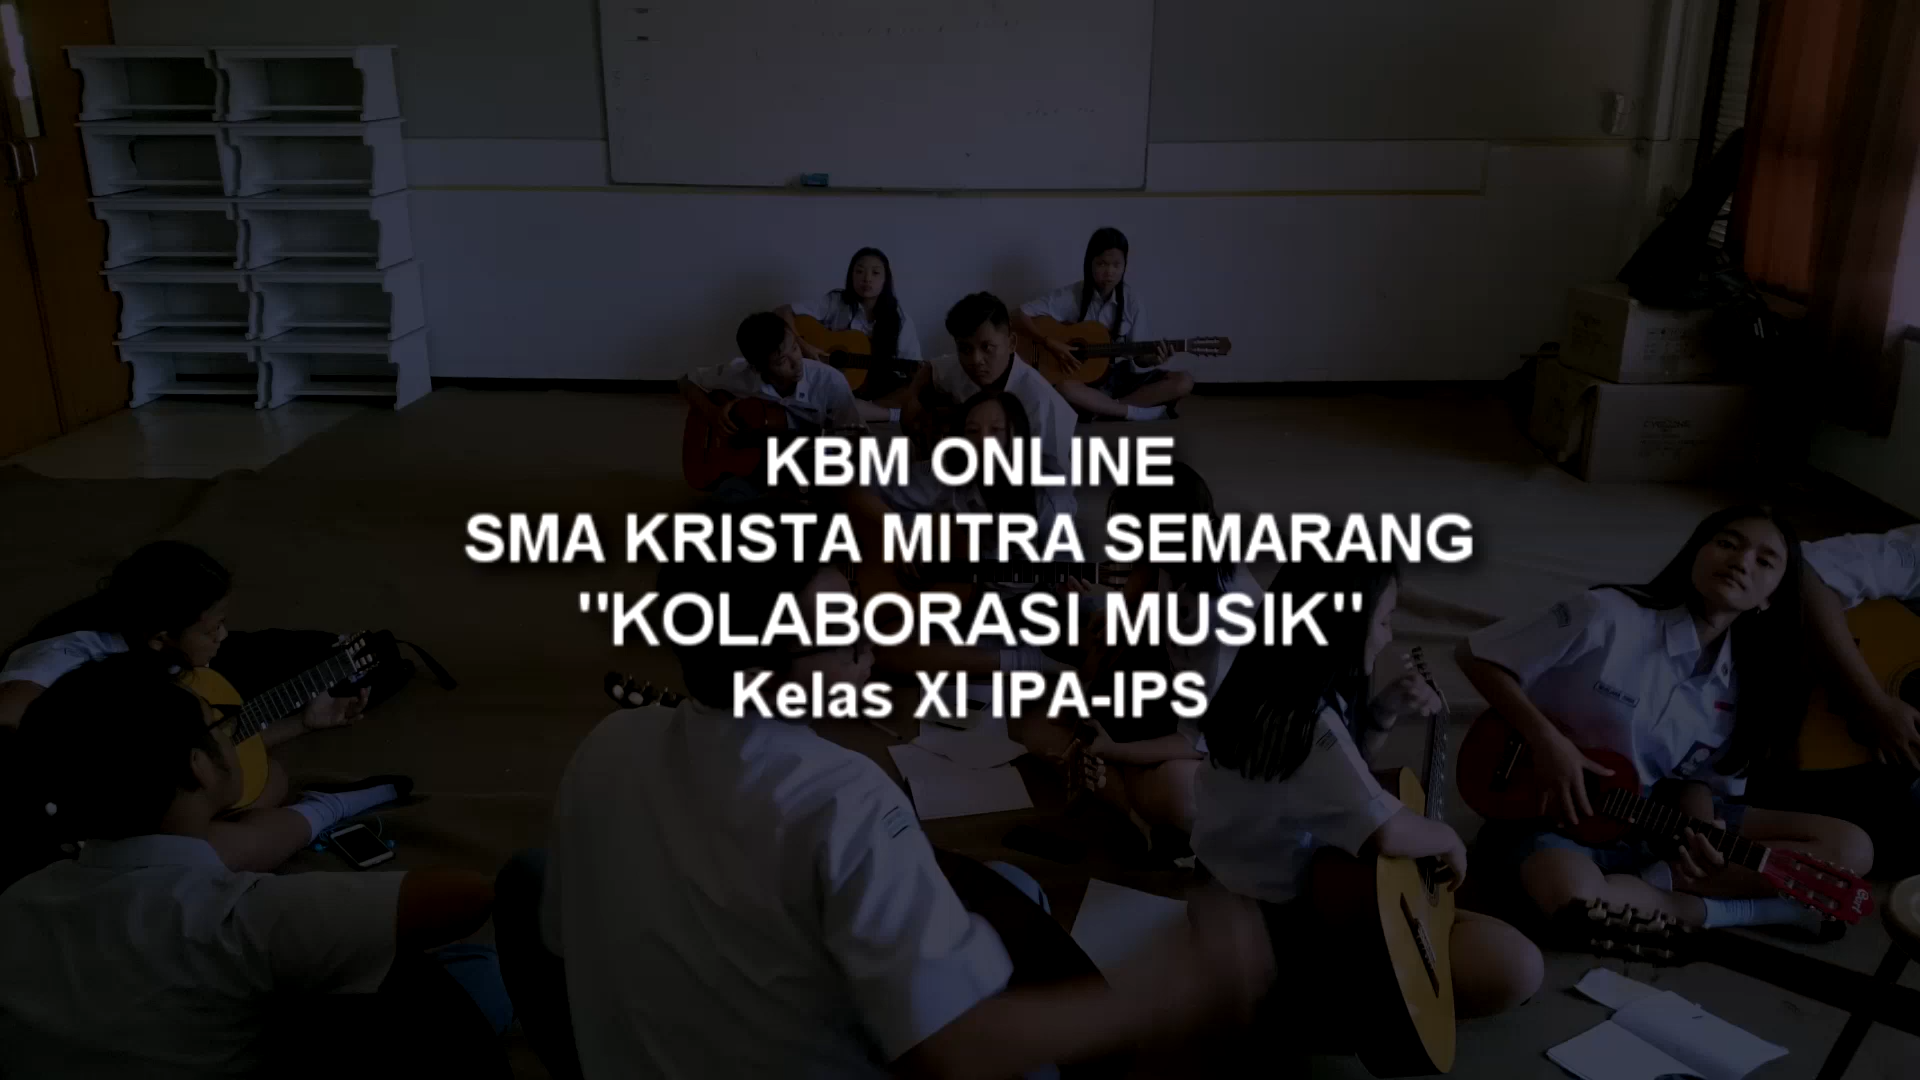 KBM ONLINE
SMA KRISTA MITRA SEMARANG
"KOLABORASI MUSIK"
Kelas XI IPA-IPS